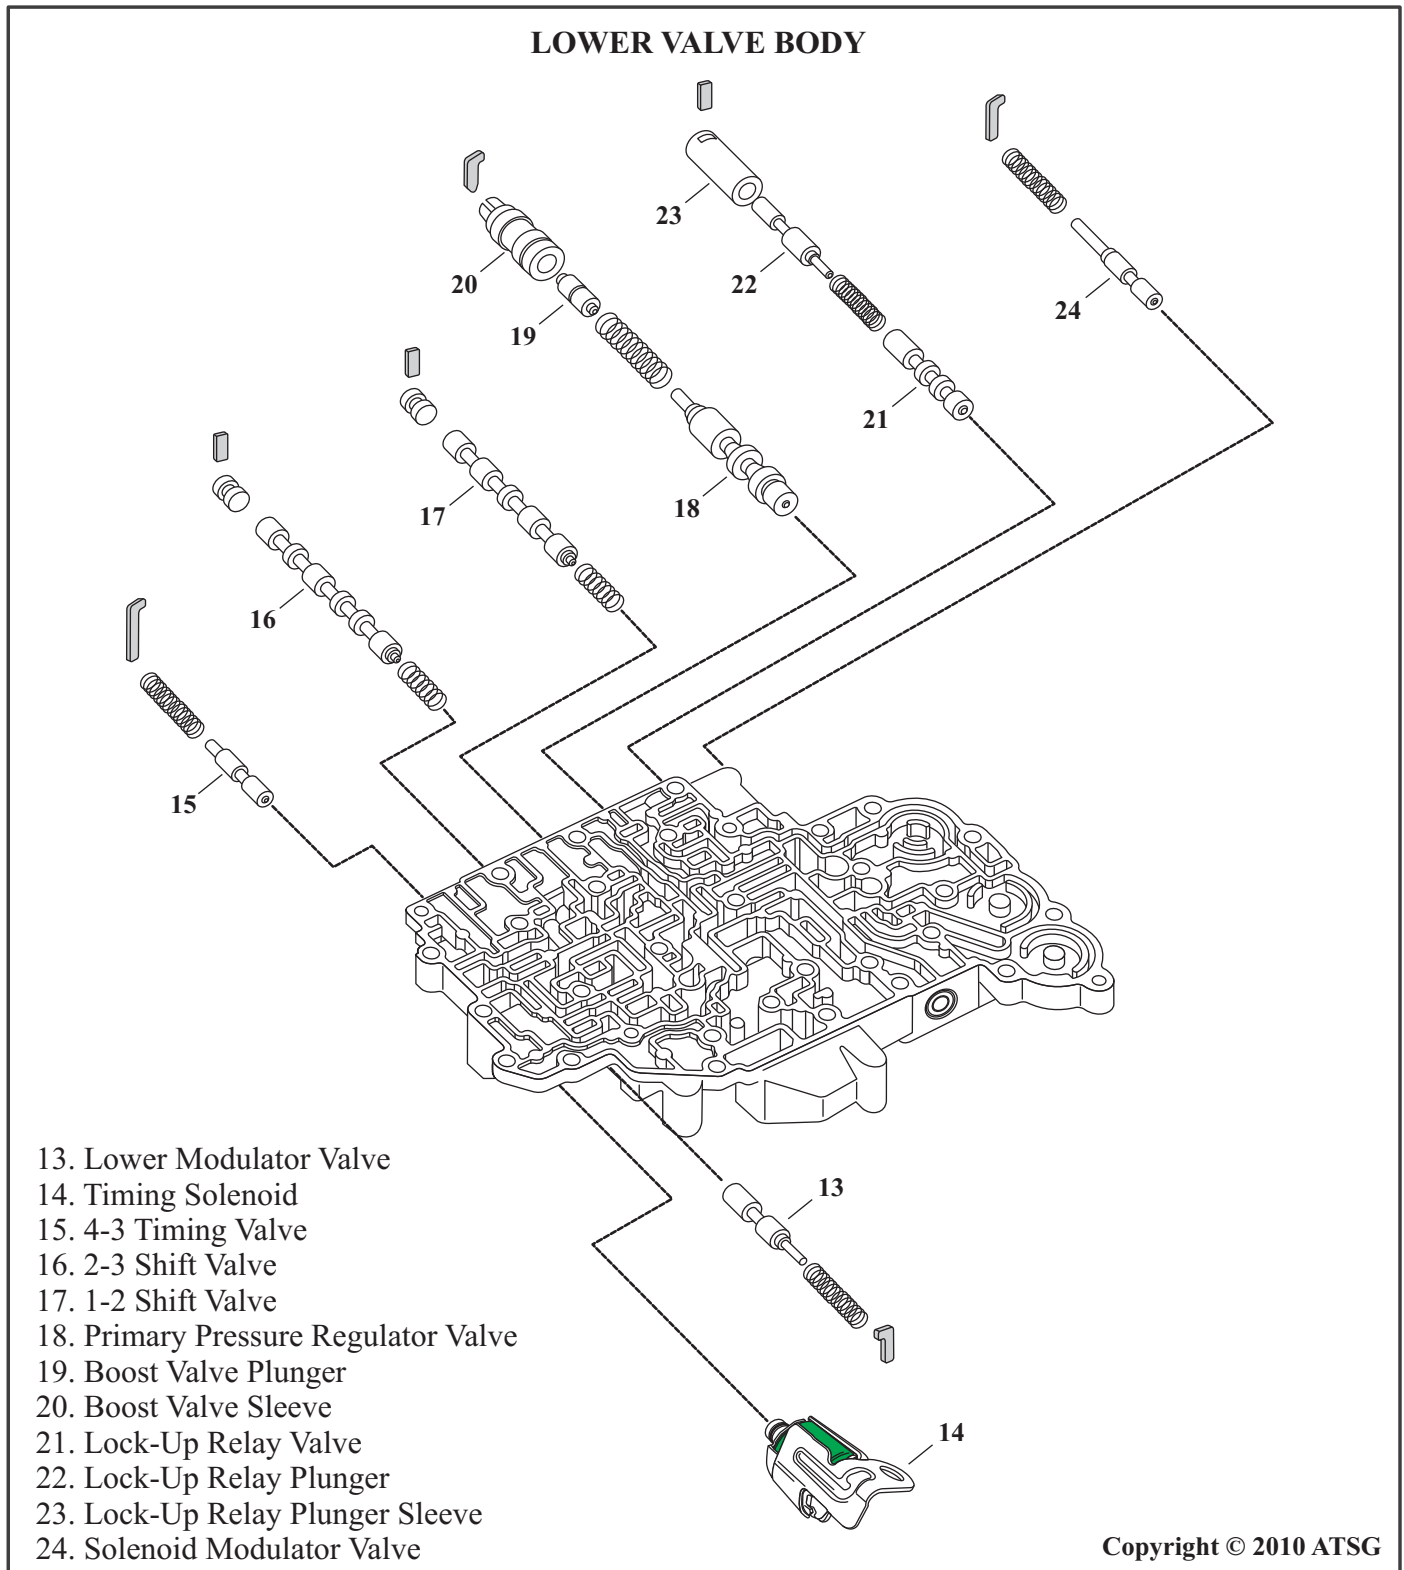 LOWER VALVE BODY
23
20
22
24
19
21
17
18
16
15
13
14
13. Lower Modulator Valve
14. Timing Solenoid
15. 4-3 Timing Valve
16. 2-3 Shift Valve
17. 1-2 Shift Valve
18. Primary Pressure Regulator Valve
19. Boost Valve Plunger
20. Boost Valve Sleeve
21. Lock-Up Relay Valve
22. Lock-Up Relay Plunger
23. Lock-Up Relay Plunger Sleeve
24. Solenoid Modulator Valve
Copyright © 2010 ATSG